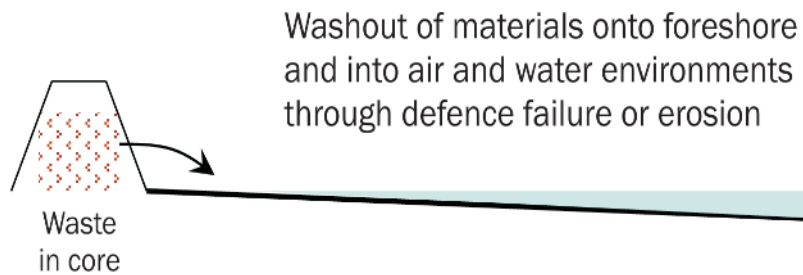 Washout of materials onto foreshore
and into air and water environments
through defence failure or erosion
Waste
in core